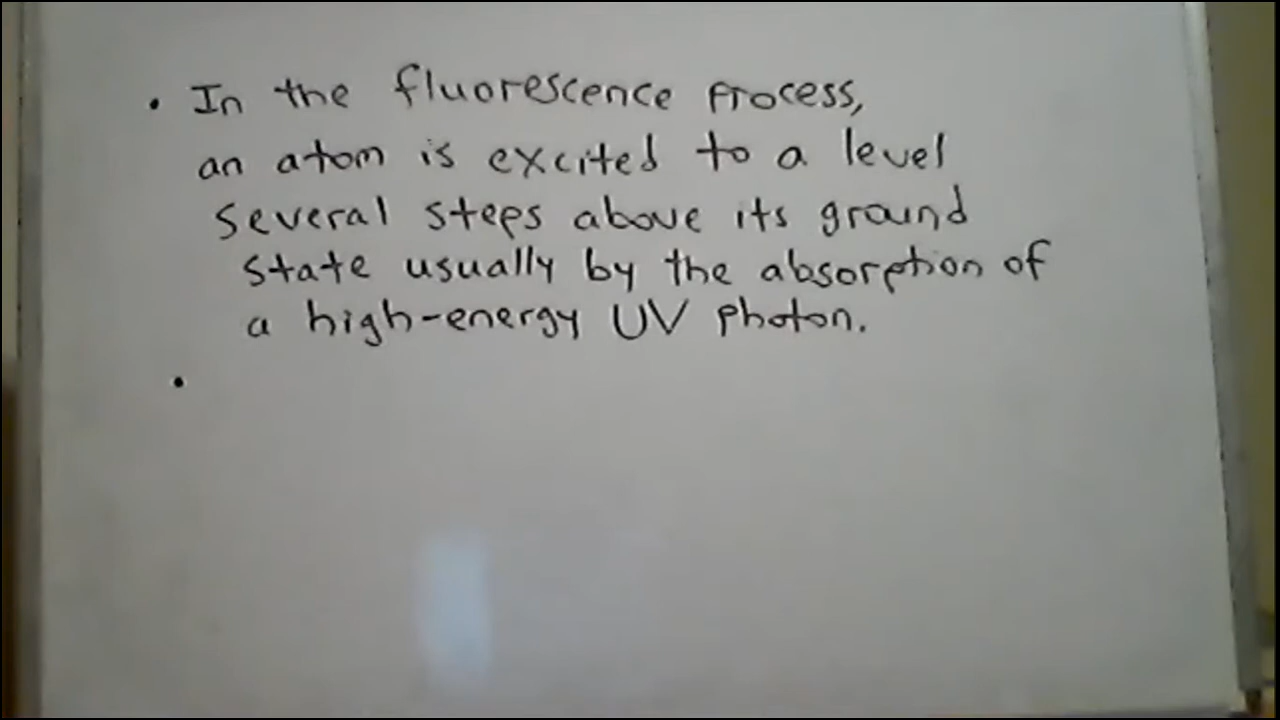 • In the fluorescence process,
an atom is excited to a level
several steps above its ground
state usually by the absorption of
a high-energy UV photon.
•